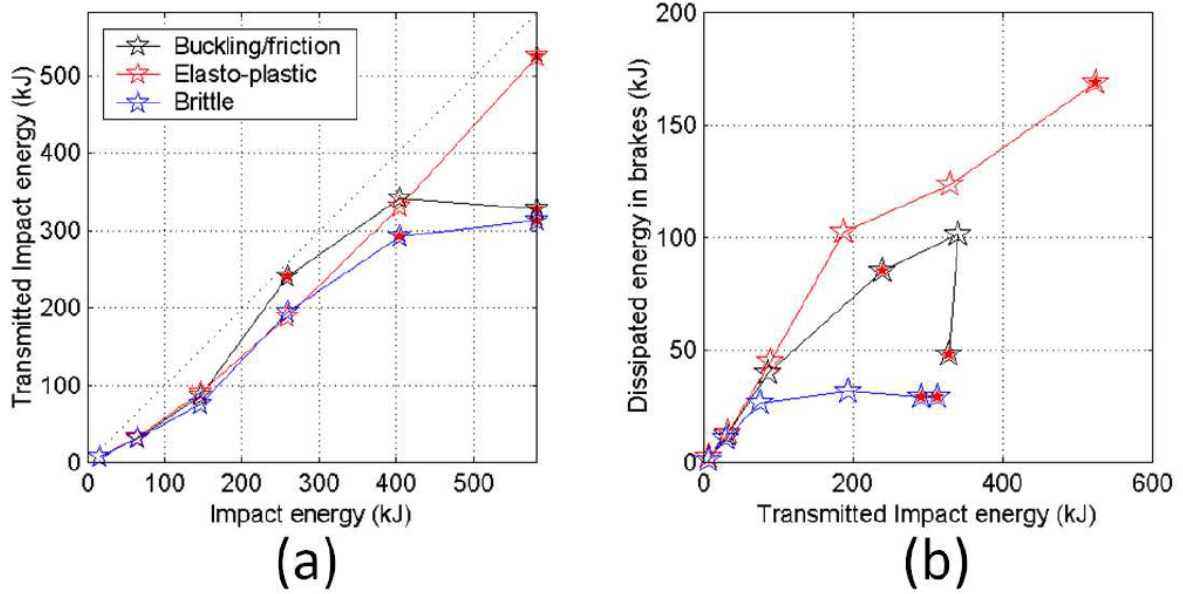 Buckling/friction
Elasto-plastic
Brittle
Transmitted Impact energy (kJ)
500
400
300
200
100
0
0 100 200 300 400 500
Impact energy (kJ)
(a)
Dissipated energy in brakes (kJ)
200
150
100
50
0
0 200 400 600
Transmitted Impact energy (kJ)
(b)